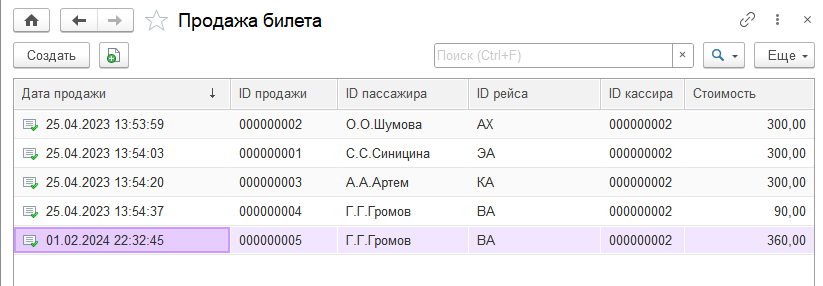 Продажа билета
Создать Поиск (Ctrl+F) × Еще
Дата продажи ↓ ID продажи ID пассажира ID рейса ID кассира Стоимость
25.04.2023 13:53:59 000000002 О.О.Шумова АХ 000000002 300,00
25.04.2023 13:54:03 000000001 С.С.Синицина ЭА 000000002 300,00
25.04.2023 13:54:20 000000003 А.А.Артем КА 000000002 300,00
25.04.2023 13:54:37 000000004 Г.Г.Громов ВА 000000002 90,00
01.02.2024 22:32:45 000000005 Г.Г.Громов ВА 000000002 360,00